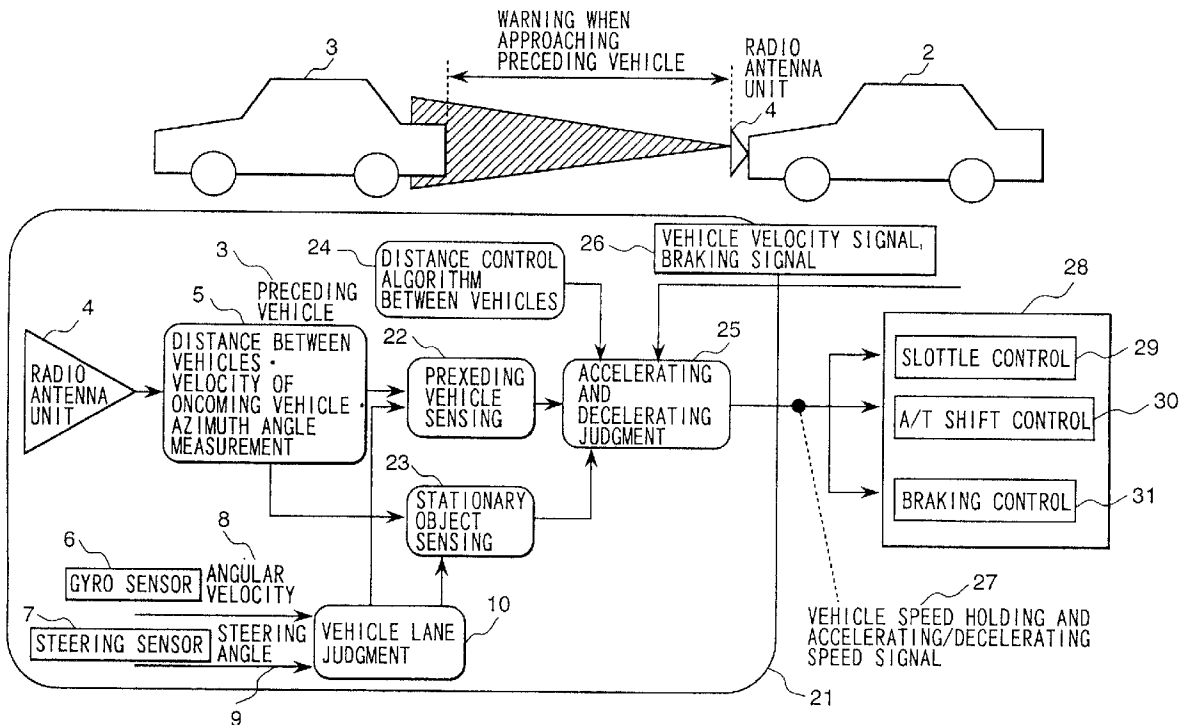 WARNING WHEN
APPROACHING
PRECEDING VEHICLE
RADIO
ANTENNA
UNIT
3
2
4
24
DISTANCE CONTROL
ALGORITHM
BETWEEN VEHICLES
26
VEHICLE VELOCITY SIGNAL,
BRAKING SIGNAL
3
PRECEDING
VEHICLE
4
RADIO
ANTENNA
UNIT
5
DISTANCE BETWEEN
VEHICLES ·
VELOCITY OF
ONCOMING VEHICLE ·
AZIMUTH ANGLE
MEASUREMENT
22
PREXEDING
VEHICLE
SENSING
25
ACCELERATING
AND
DECELERATING
JUDGMENT
28
SLOTTLE CONTROL
29
A/T SHIFT CONTROL
30
BRAKING CONTROL
31
23
STATIONARY
OBJECT
SENSING
6
GYRO SENSOR
8
ANGULAR
VELOCITY
7
STEERING SENSOR
STEERING
ANGLE
9
10
VEHICLE LANE
JUDGMENT
27
VEHICLE SPEED HOLDING AND
ACCELERATING/DECELERATING
SPEED SIGNAL
21